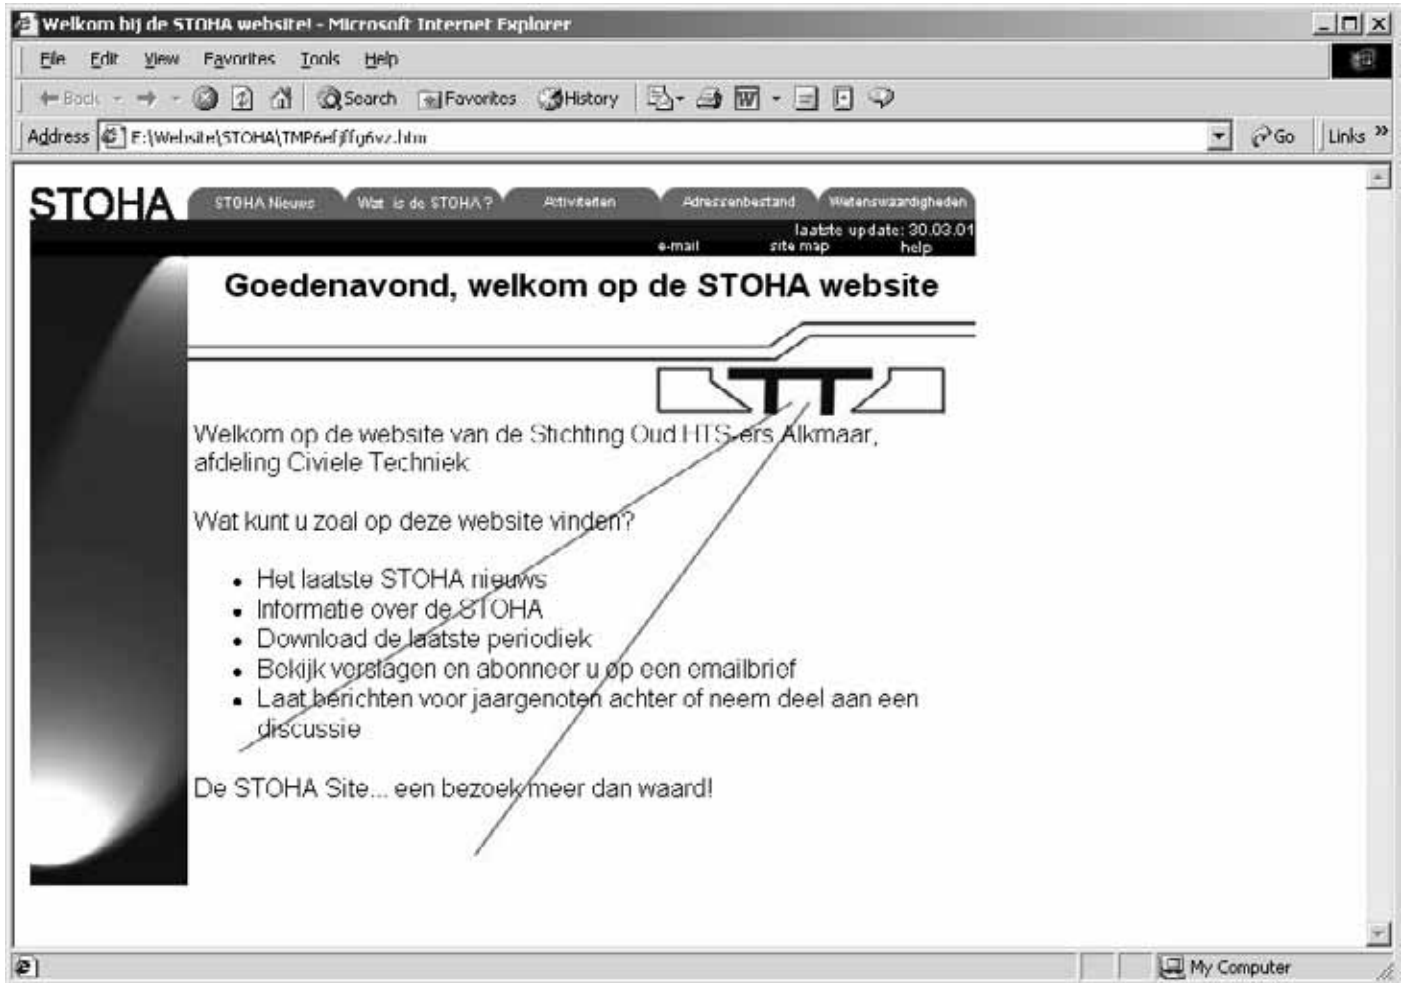 Welkom bij de STOHA website! - Microsoft Internet Explorer
File Edit View Favorites Tools Help
Back Search Favorites History
Address E:\Website\STOHA\TMP6efjffg6vz.htm Go Links »
STOHA STOHA Nieuws Wat is de STOHA? Aktiviteiten Adressenbestand Wetenswaardigheden
laatste update: 30.03.01
e-mail site map help
Goedenavond, welkom op de STOHA website
Welkom op de website van de Stichting Oud HTS-ers Alkmaar,
afdeling Civiele Techniek
Wat kunt u zoal op deze website vinden?
• Het laatste STOHA nieuws
• Informatie over de STOHA
• Download de laatste periodiek
• Bekijk verslagen en abonneer u op een emailbrief
• Laat berichten voor jaargenoten achter of neem deel aan een
discussie
De STOHA Site... een bezoek meer dan waard!
My Computer